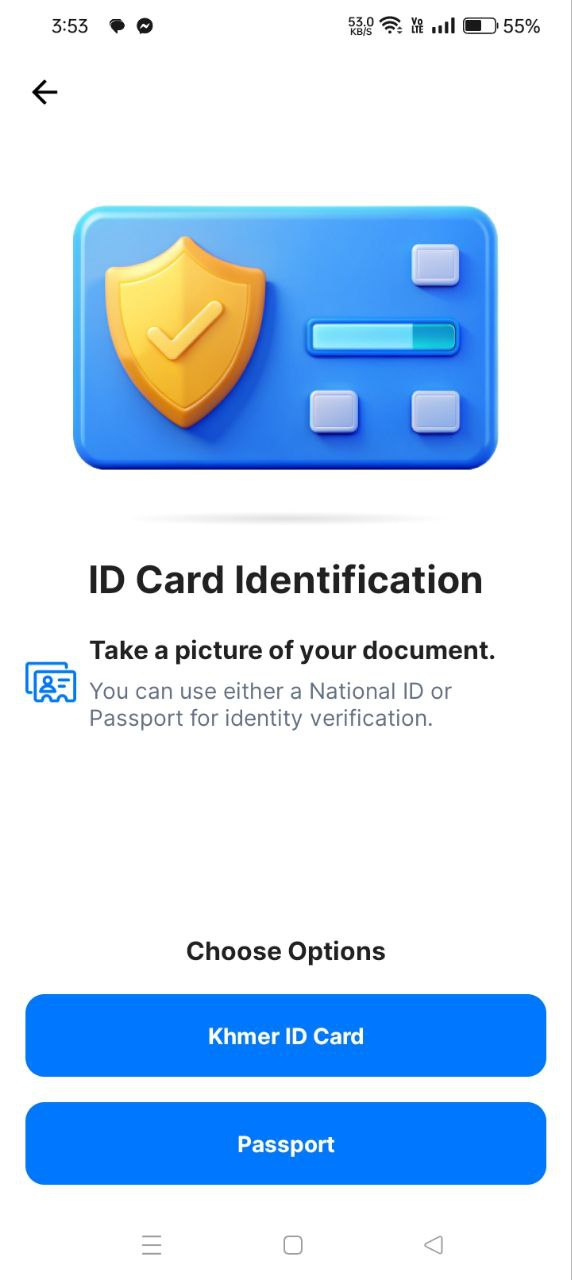 3:53
53.0 KB/S
Vo LTE
55%
ID Card Identification
Take a picture of your document.
You can use either a National ID or
Passport for identity verification.
Choose Options
Khmer ID Card
Passport